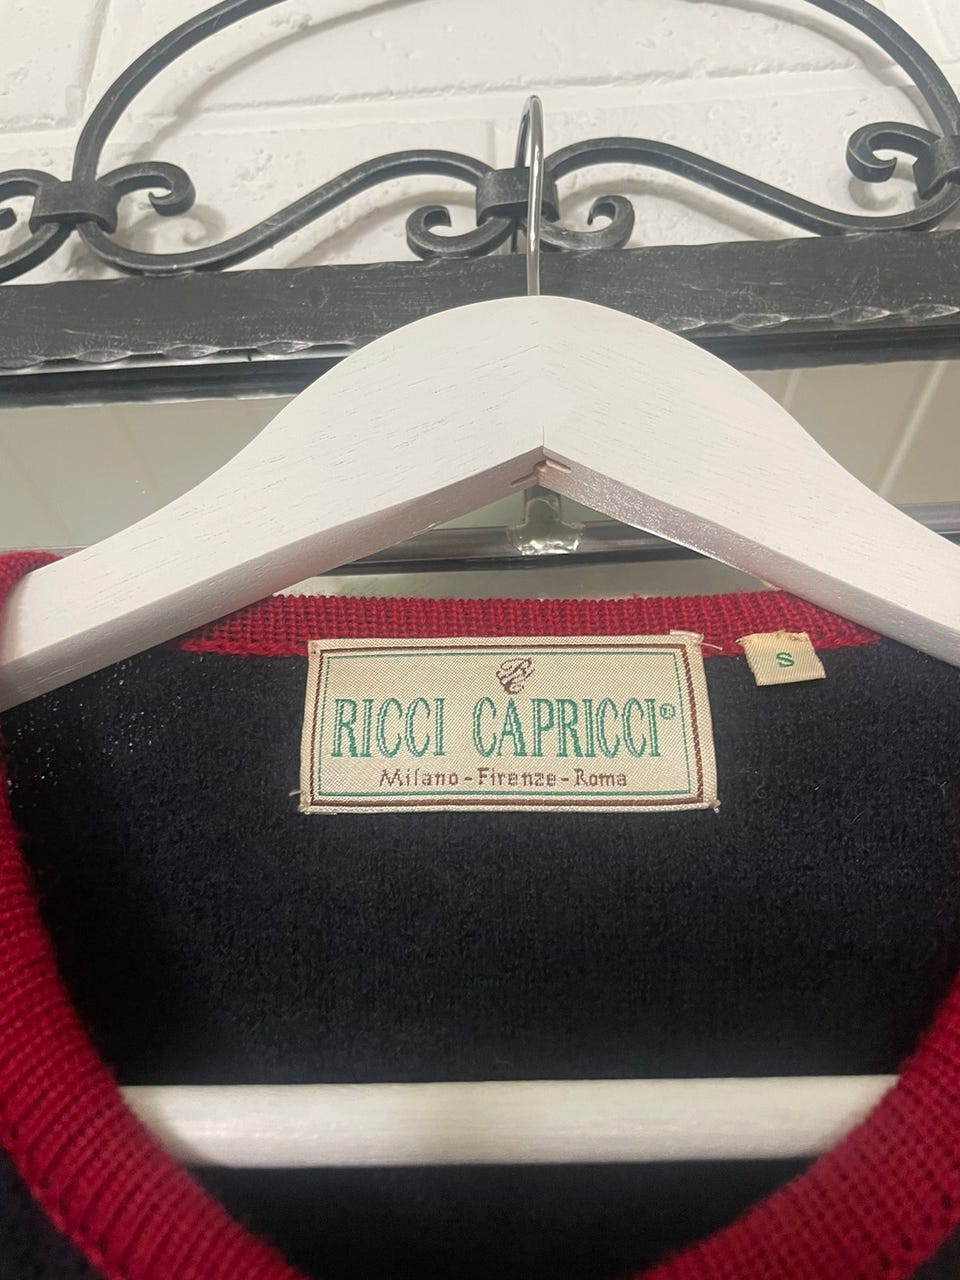 RICCI CAPRICCI®
Milano - Firenze - Roma
S